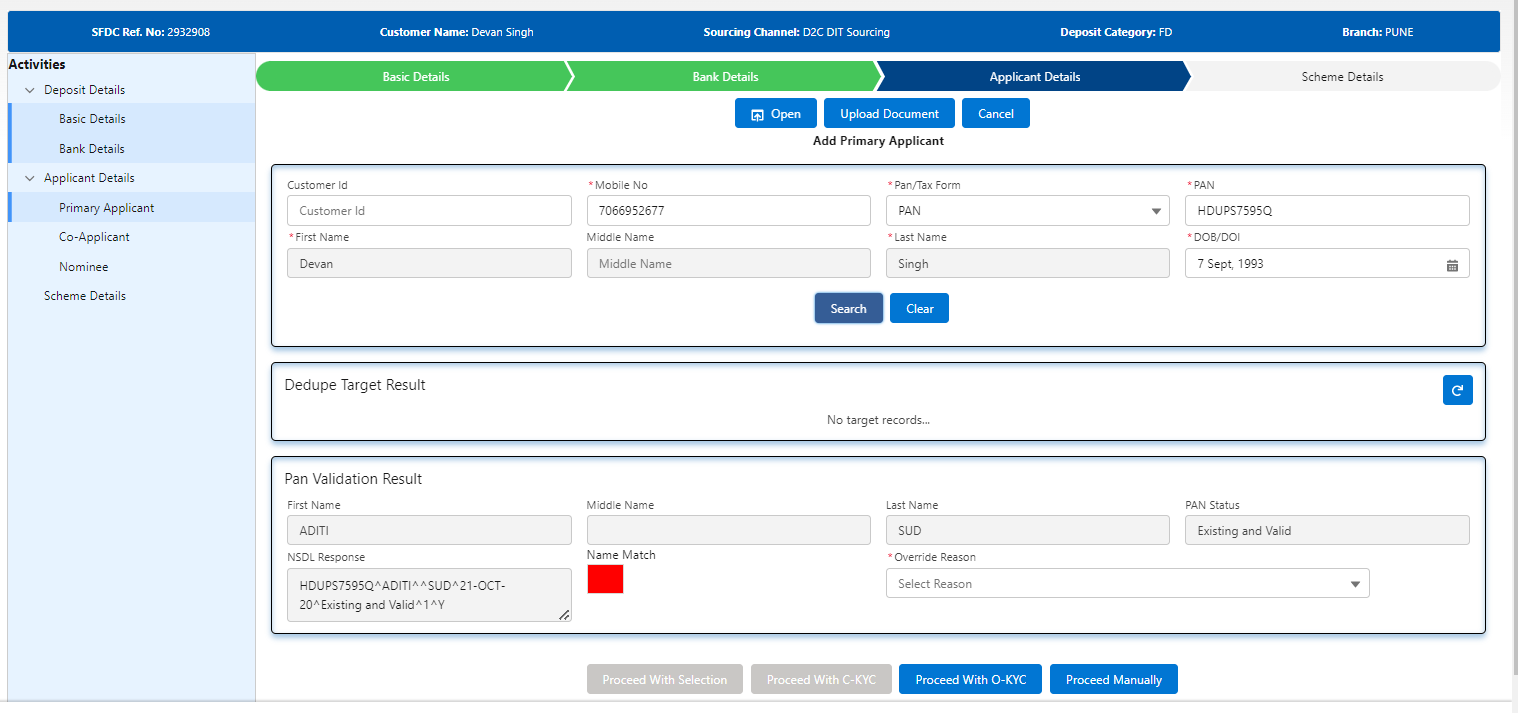 SFDC Ref. No: 2932908 Customer Name: Devan Singh Sourcing Channel: D2C DIT Sourcing Deposit Category: FD Branch: PUNE
Activities
Deposit Details
Basic Details
Bank Details
Applicant Details
Primary Applicant
Co-Applicant
Nominee
Scheme Details
Basic Details Bank Details Applicant Details Scheme Details
Open Upload Document Cancel
Add Primary Applicant
Customer Id *Mobile No *Pan/Tax Form *PAN
Customer Id 7066952677 PAN HDUPS7595Q
*First Name Middle Name *Last Name *DOB/DOI
Devan Middle Name Singh 7 Sept, 1993
Search Clear
Dedupe Target Result
No target records...
Pan Validation Result
First Name Middle Name Last Name PAN Status
ADITI SUD Existing and Valid
NSDL Response Name Match *Override Reason
HDUPS7595Q^ADITI^^SUD^21-OCT-
20^Existing and Valid^1^Y
Select Reason
Proceed With Selection Proceed With C-KYC Proceed With O-KYC Proceed Manually